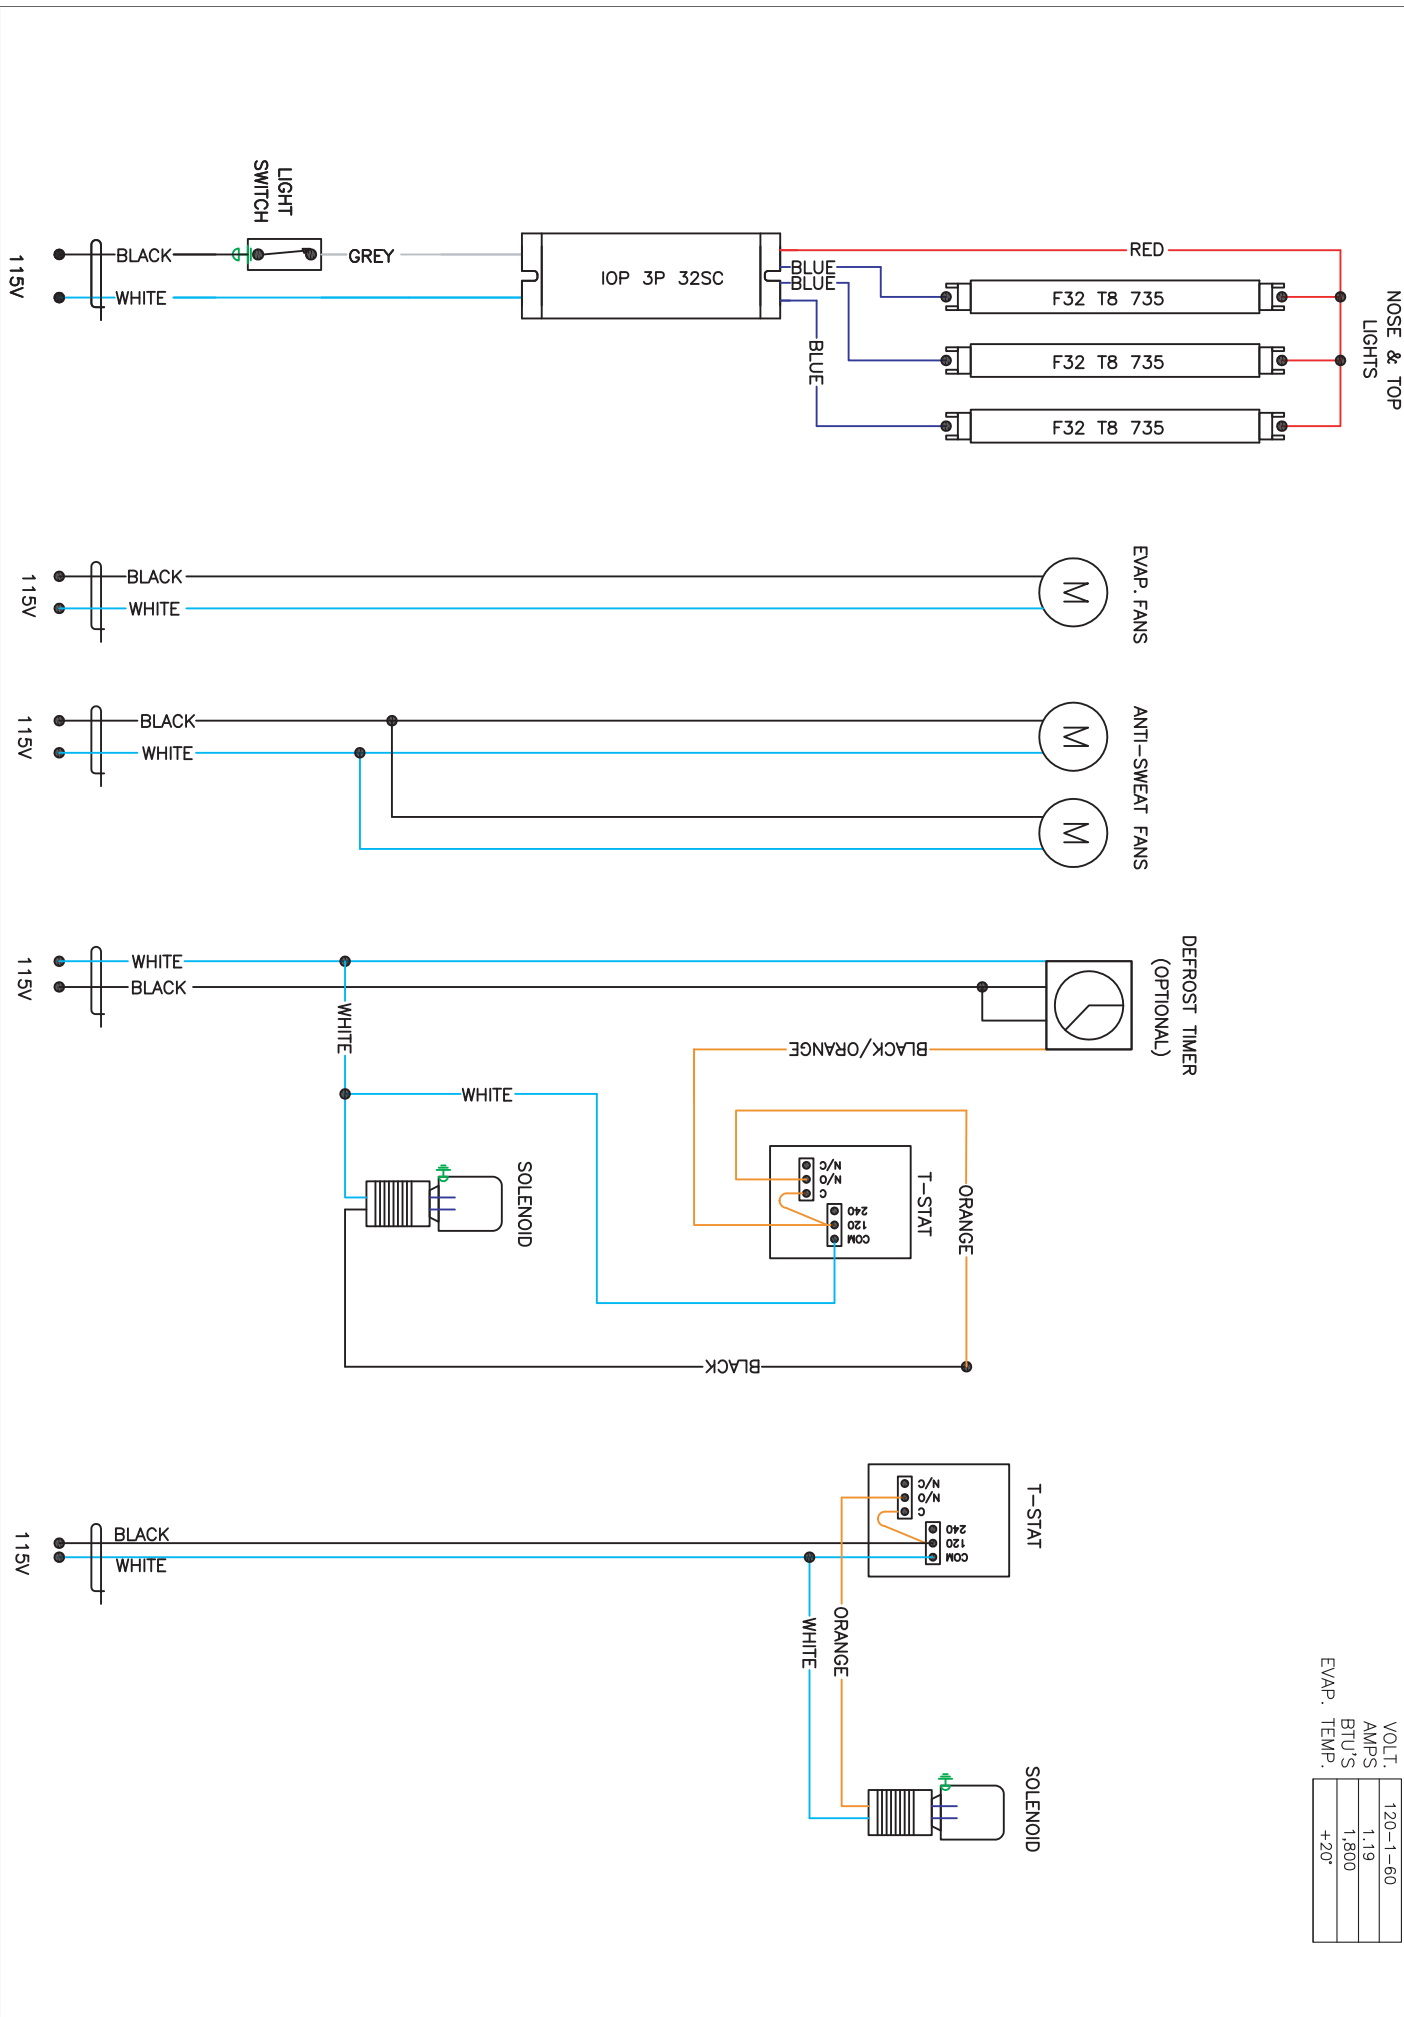 NOSE & TOP
LIGHTS
RED
BLUE
BLUE
BLUE
F32 T8 735
F32 T8 735
F32 T8 735
IOP 3P 32SC
LIGHT
SWITCH
BLACK
GREY
WHITE
115V
EVAP. FANS
M
BLACK
WHITE
115V
ANTI-SWEAT FANS
M
M
BLACK
WHITE
115V
DEFROST TIMER
(OPTIONAL)
WHITE
BLACK
115V
WHITE
BLACK/ORANGE
WHITE
SOLENOID
T-STAT
N/C
N/O
C
240
120
COM
ORANGE
BLACK
T-STAT
N/C
N/O
C
240
120
COM
BLACK
WHITE
115V
ORANGE
WHITE
SOLENOID
VOLT. 120-1-60
AMPS 1.19
BTU'S 1,800
EVAP. TEMP. +20°